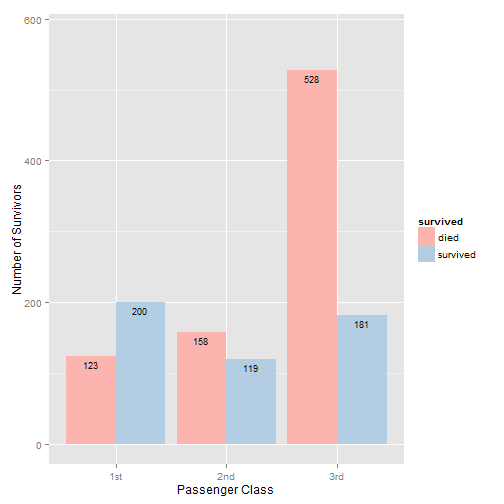 600
400
200
0
Number of Survivors
123
200
158
119
528
181
1st
2nd
3rd
Passenger Class
survived
died
survived